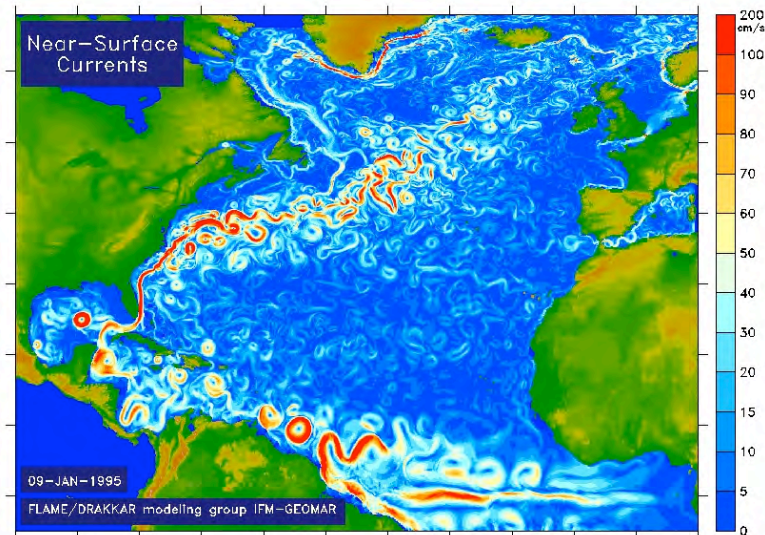 Near-Surface
Currents
200
cm/s
100
90
80
70
60
50
40
30
20
15
10
5
0
09-JAN-1995
FLAME/DRAKKAR modeling group IFM-GEOMAR